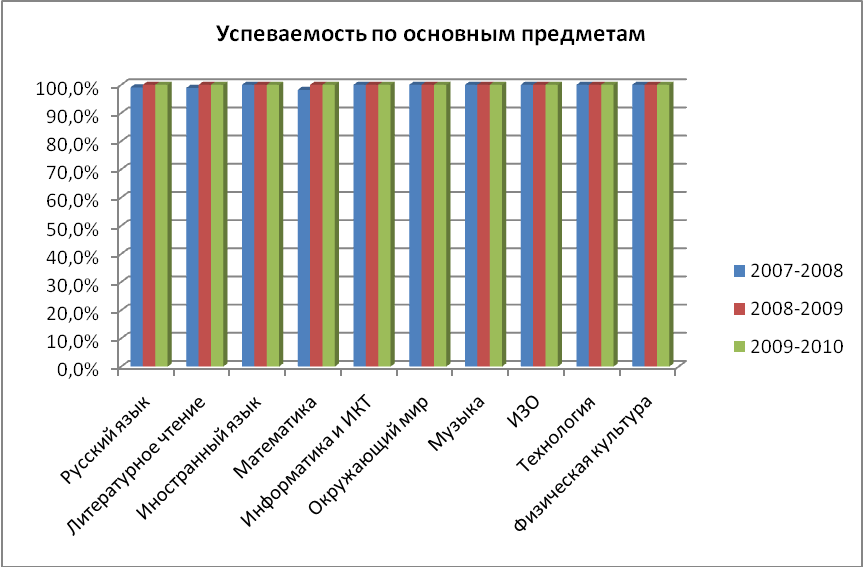 Успеваемость по основным предметам
100,0%
90,0%
80,0%
70,0%
60,0%
50,0%
40,0%
30,0%
20,0%
10,0%
0,0%
Русский язык
Литературное чтение
Иностранный язык
Математика
Информатика и ИКТ
Окружающий мир
Музыка
ИЗО
Технология
Физическая культура
2007-2008
2008-2009
2009-2010